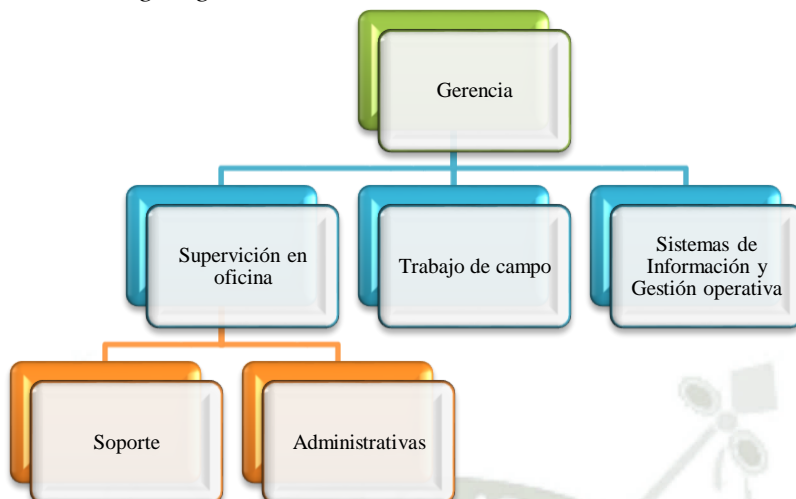 Gerencia
Supervición en
oficina
Trabajo de campo
Sistemas de
Información y
Gestión operativa
Soporte
Administrativas